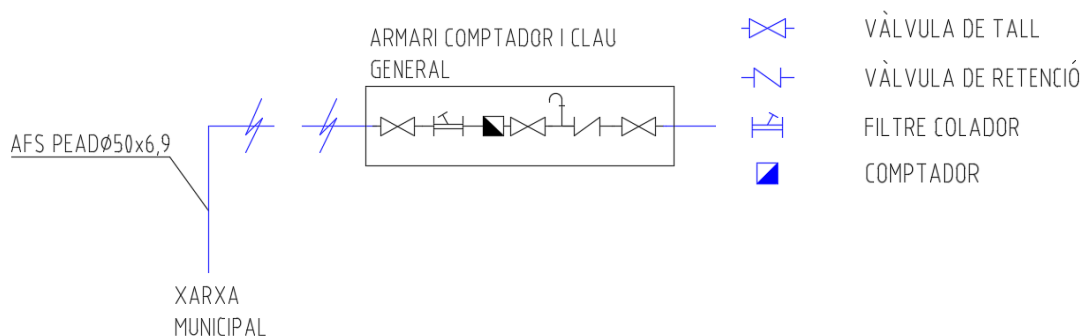 ARMARI COMPTADOR I CLAU
GENERAL
AFS PEADØ50x6,9
XARXA
MUNICIPAL
VÀLVULA DE TALL
VÀLVULA DE RETENCIÓ
FILTRE COLADOR
COMPTADOR